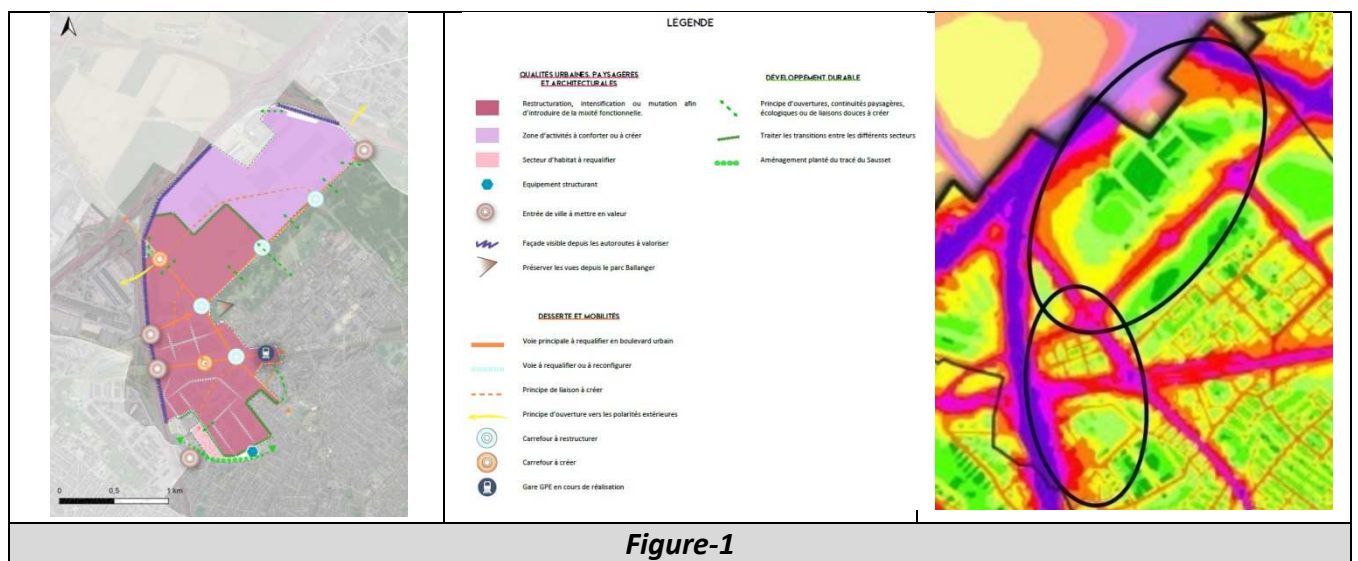 LÉGENDE
QUALITÉS URBAINES, PAYSAGÈRES
ET ARCHITECTURALES
Restructuration, intensification ou mutation afin
d'introduire de la mixité fonctionnelle.
Zone d'activités à conforter ou à créer
Secteur d'habitat à requalifier
Equipement structurant
Entrée de ville à mettre en valeur
Façade visible depuis les autoroutes à valoriser
Préserver les vues depuis le parc Ballanger
DESSERTE ET MOBILITÉS
Voie principale à requalifier en boulevard urbain
Voie à requalifier ou à reconfigurer
Principe de liaison à créer
Principe d'ouverture vers les polarités extérieures
Carrefour à restructurer
Carrefour à créer
Gare GPE en cours de réalisation
DÉVELOPPEMENT DURABLE
Principe d'ouvertures, continuités paysagères,
écologiques ou de liaisons douces à créer
Traiter les transitions entre les différents secteurs
Aménagement planté du tracé du Sausset
0 0,5 1 km
Figure-1